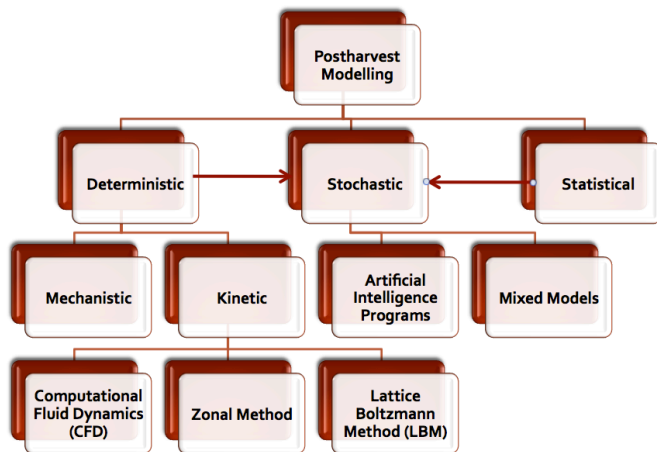 Postharvest
Modelling
Deterministic
Stochastic
Statistical
Mechanistic
Kinetic
Artificial
Intelligence
Programs
Mixed Models
Computational
Fluid Dynamics
(CFD)
Zonal Method
Lattice
Boltzmann
Method (LBM)